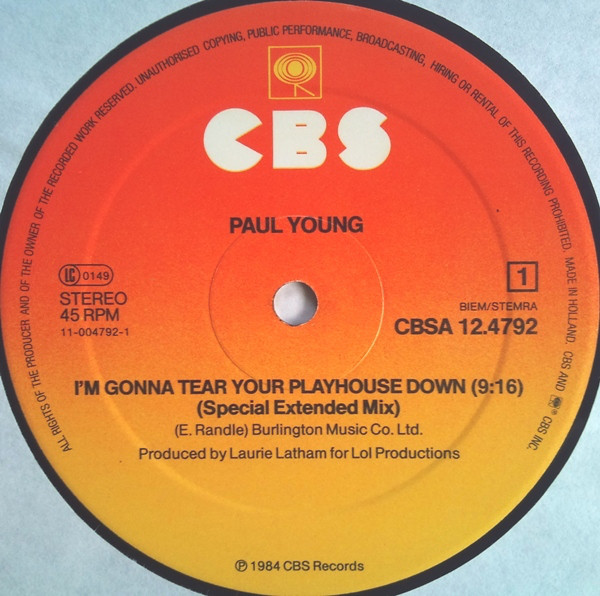 ALL RIGHTS OF THE PRODUCER AND OF THE OWNER OF THE RECORDED WORK RESERVED. UNAUTHORISED COPYING, PUBLIC PERFORMANCE, BROADCASTING, HIRING OR RENTAL OF THIS RECORDING PROHIBITED. MADE IN HOLLAND. CBS AND ® CBS INC.
CBS
PAUL YOUNG
LC 0149
STEREO
45 RPM
11-004792-1
1
BIEM/STEMRA
CBSA 12.4792
I'M GONNA TEAR YOUR PLAYHOUSE DOWN (9:16)
(Special Extended Mix)
(E. Randle) Burlington Music Co. Ltd.
Produced by Laurie Latham for Lol Productions
℗ 1984 CBS Records